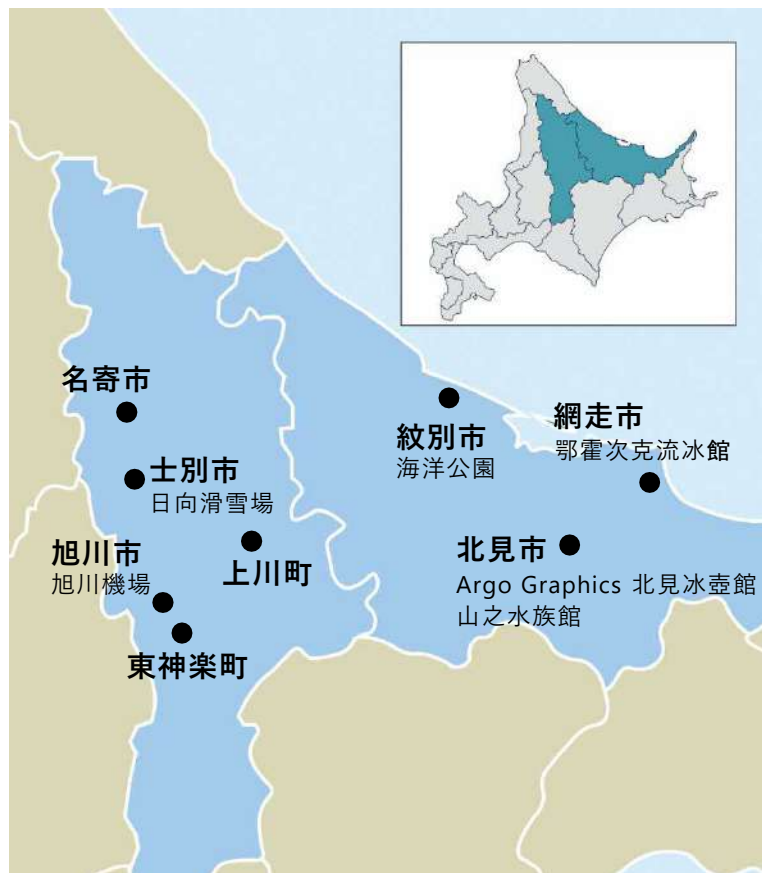 名寄市
士別市
日向滑雪場
旭川市
旭川機場
上川町
東神楽町
紋別市
海洋公園
網走市
鄂霍次克流冰館
北見市
Argo Graphics 北見冰壺館
山之水族館